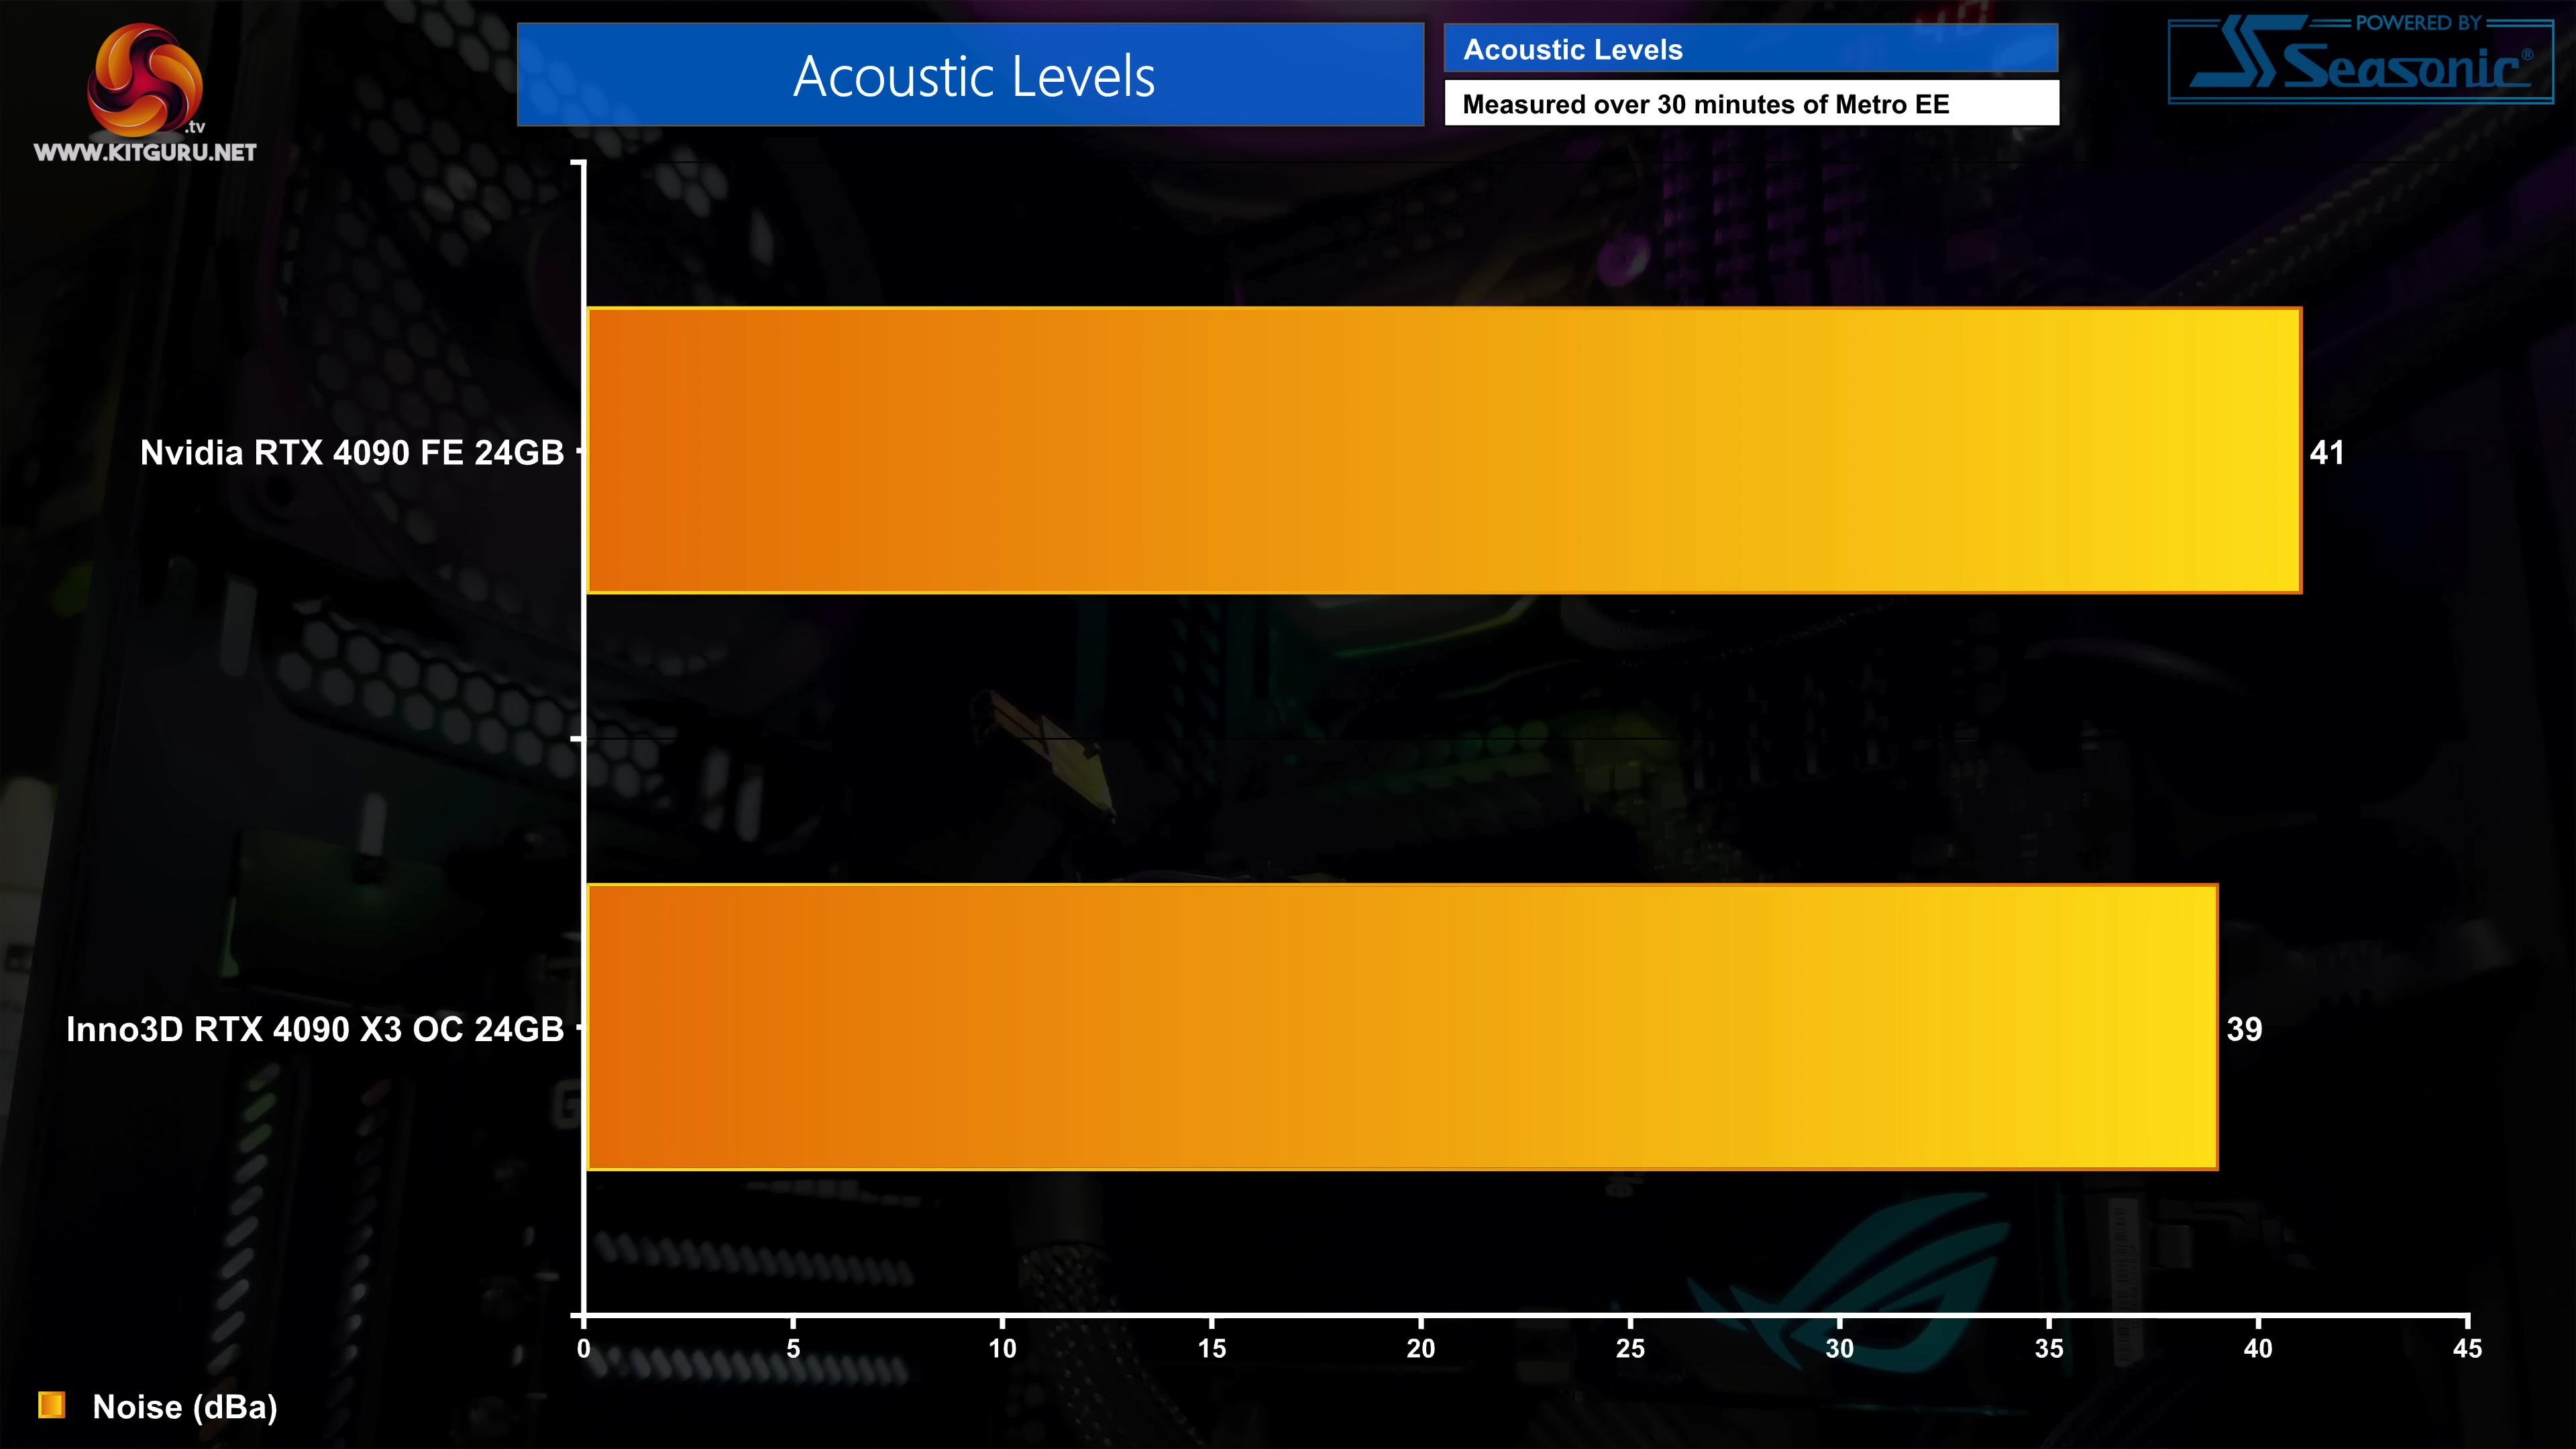 .tv
WWW.KITGURU.NET
Acoustic Levels
Acoustic Levels
Measured over 30 minutes of Metro EE
POWERED BY
Seasonic®
Nvidia RTX 4090 FE 24GB
41
Inno3D RTX 4090 X3 OC 24GB
39
0 5 10 15 20 25 30 35 40 45
Noise (dBa)